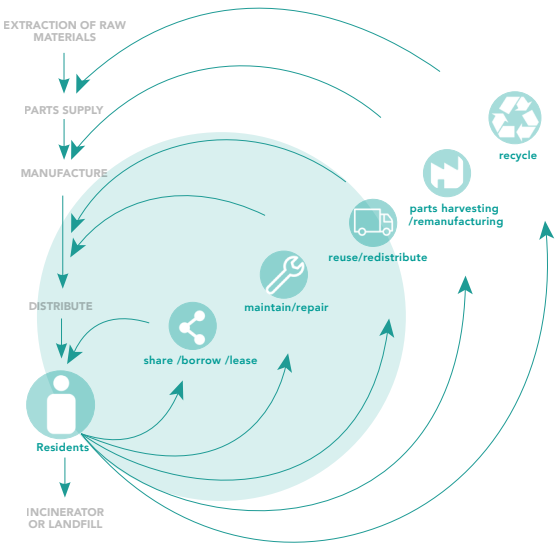 EXTRACTION OF RAW
MATERIALS
PARTS SUPPLY
MANUFACTURE
DISTRIBUTE
Residents
INCINERATOR
OR LANDFILL
share /borrow /lease
maintain/repair
reuse/redistribute
parts harvesting
/remanufacturing
recycle